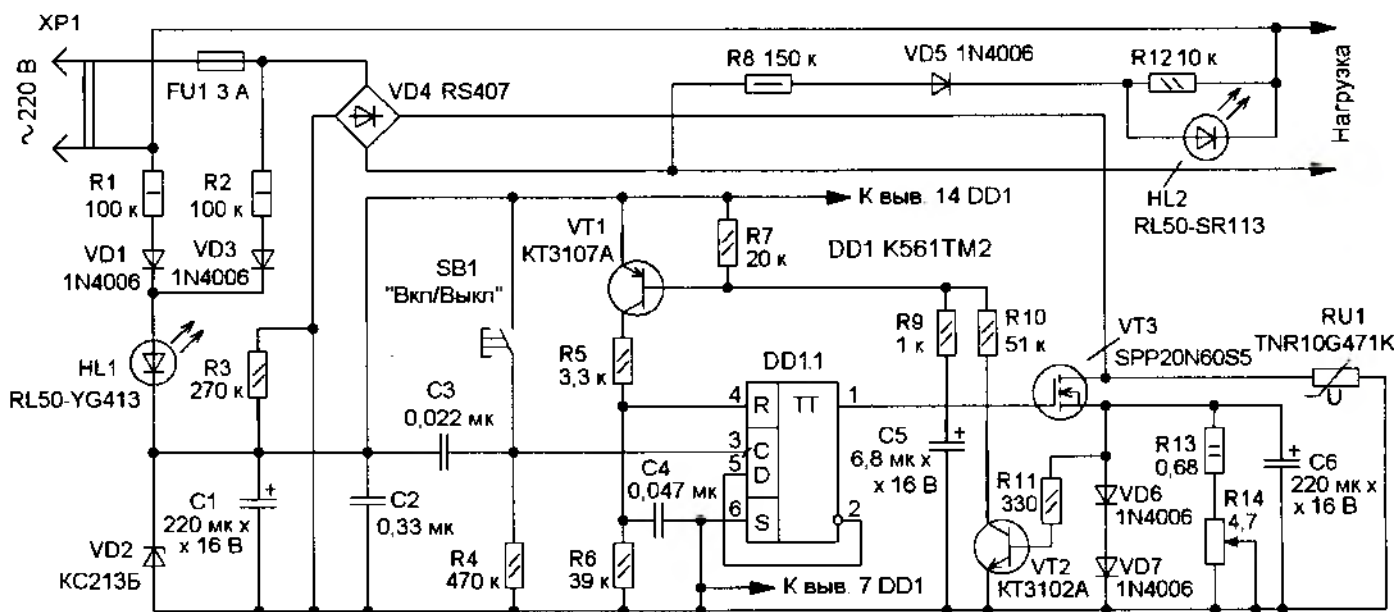 XP1
~220 В
FU1 3 А
VD4 RS407
R8 150 к
VD5 1N4006
R12 10 к
Нагрузка
HL2
RL50-SR113
R1
100 к
R2
100 к
VD1
1N4006
VD3
1N4006
К выв. 14 DD1
VT1
КТ3107А
R7
20 к
DD1 К561ТМ2
SB1
"Вкл/Выкл"
HL1
RL50-YG413
R3
270 к
R5
3,3 к
R9
1 к
R10
51 к
VT3
SPP20N60S5
RU1
TNR10G471K
U
C3
0,022 мк
DD1.1
4
R
TT
1
3
C
5
D
6
S
2
C4
0,047 мк
C5
6,8 мк х
х 16 В
R11
330
R13
0,68
C6
220 мк х
х 16 В
VD6
1N4006
R14
4,7
C1
220 мк х
х 16 В
C2
0,33 мк
VD2
КС213Б
R4
470 к
R6
39 к
К выв. 7 DD1
VT2
КТ3102А
VD7
1N4006